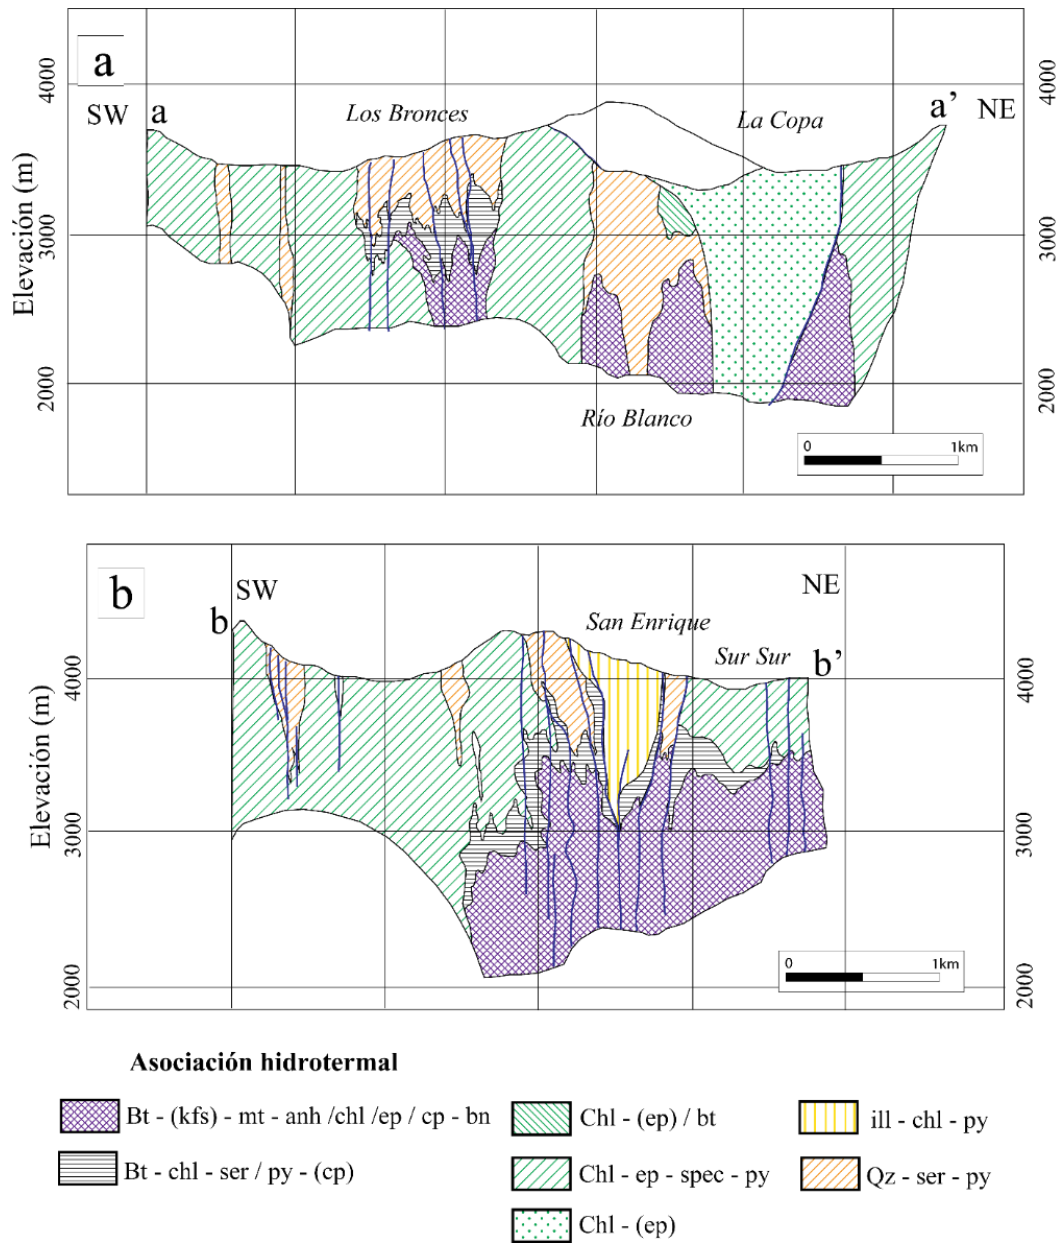 a
SW
a
Los Bronces
La Copa
a’
NE
4000
3000
2000
Elevación (m)
4000
3000
2000
Río Blanco
0
1km
b
SW
b
San Enrique
Sur Sur
NE
b’
4000
3000
2000
Elevación (m)
4000
3000
2000
0
1km
Asociación hidrotermal
Bt - (kfs) - mt - anh /chl /ep / cp - bn
Bt - chl - ser / py - (cp)
Chl - (ep) / bt
Chl - ep - spec - py
Chl - (ep)
ill - chl - py
Qz - ser - py